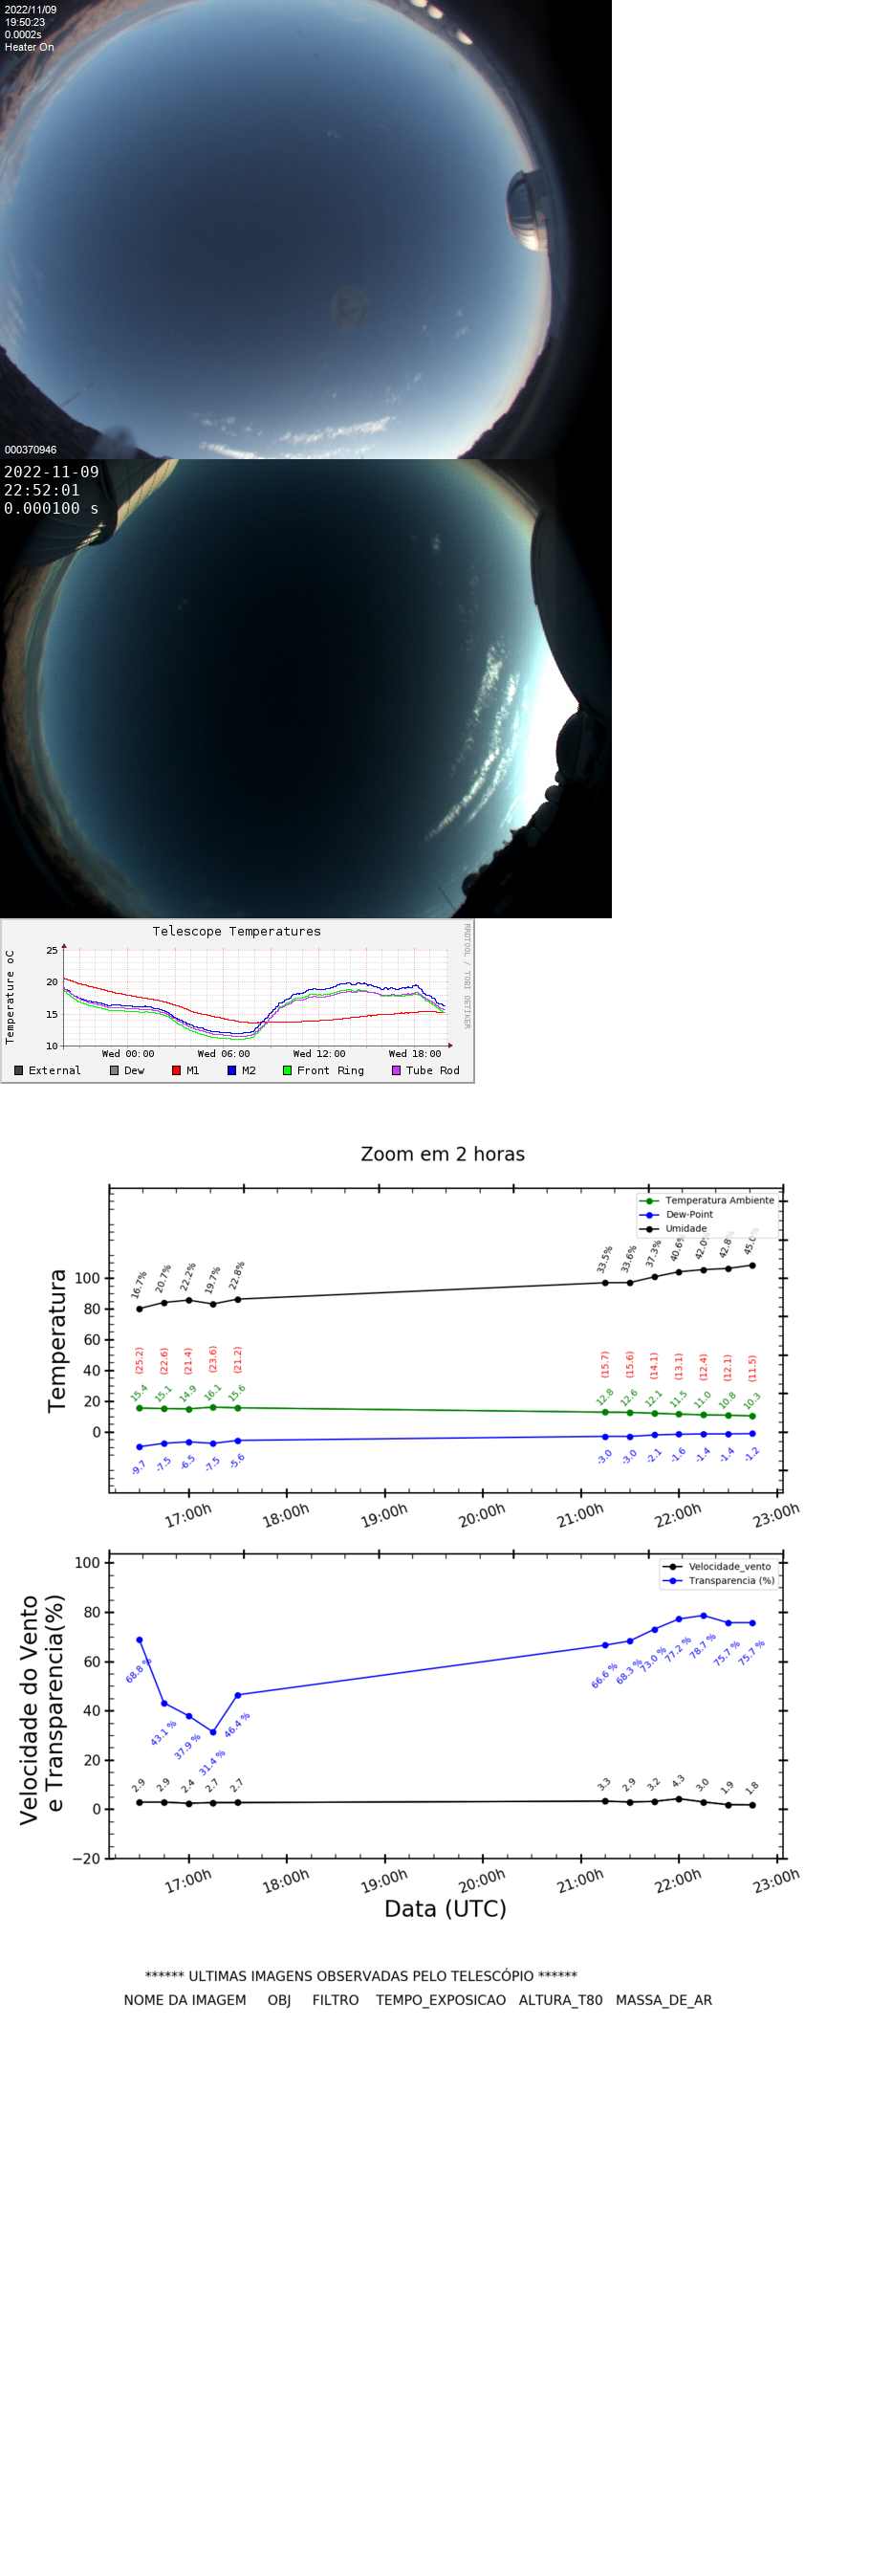 2022/11/09
19:50:23
0.0002s
Heater On
000370946
2022-11-09
22:52:01
0.000100 s
Telescope Temperatures
RRDTOOL / TOBI OETIKER
Temperature oC
25
20
15
10
Wed 00:00 Wed 06:00 Wed 12:00 Wed 18:00
External Dew M1 M2 Front Ring Tube Rod
Zoom em 2 horas
Temperatura Ambiente
Dew-Point
Umidade
Temperatura
100
80
60
40
20
0
16.7% 20.7% 22.2% 19.7% 22.8% 33.5% 33.6% 37.3% 40.6% 42.0% 42.8% 45.0%
(25.2) (22.6) (21.4) (23.6) (21.2) (15.7) (15.6) (14.1) (13.1) (12.4) (12.1) (11.5)
15.4 15.1 14.9 16.1 15.6 12.8 12.6 12.1 11.5 11.0 10.8 10.3
-9.7 -7.5 -6.5 -7.5 -5.6 -3.0 -3.0 -2.1 -1.6 -1.4 -1.4 -1.2
17:00h 18:00h 19:00h 20:00h 21:00h 22:00h 23:00h
Velocidade_vento
Transparencia (%)
Velocidade do Vento
e Transparencia(%)
100
80
60
40
20
0
−20
68.8 % 43.1 % 37.9 % 31.4 % 46.4 % 66.6 % 68.3 % 73.0 % 77.2 % 78.7 % 75.7 % 75.7 %
2.9 2.9 2.4 2.7 2.7 3.3 2.9 3.2 4.3 3.0 1.9 1.8
17:00h 18:00h 19:00h 20:00h 21:00h 22:00h 23:00h
Data (UTC)
****** ULTIMAS IMAGENS OBSERVADAS PELO TELESCÓPIO ******
NOME DA IMAGEM OBJ FILTRO TEMPO_EXPOSICAO ALTURA_T80 MASSA_DE_AR